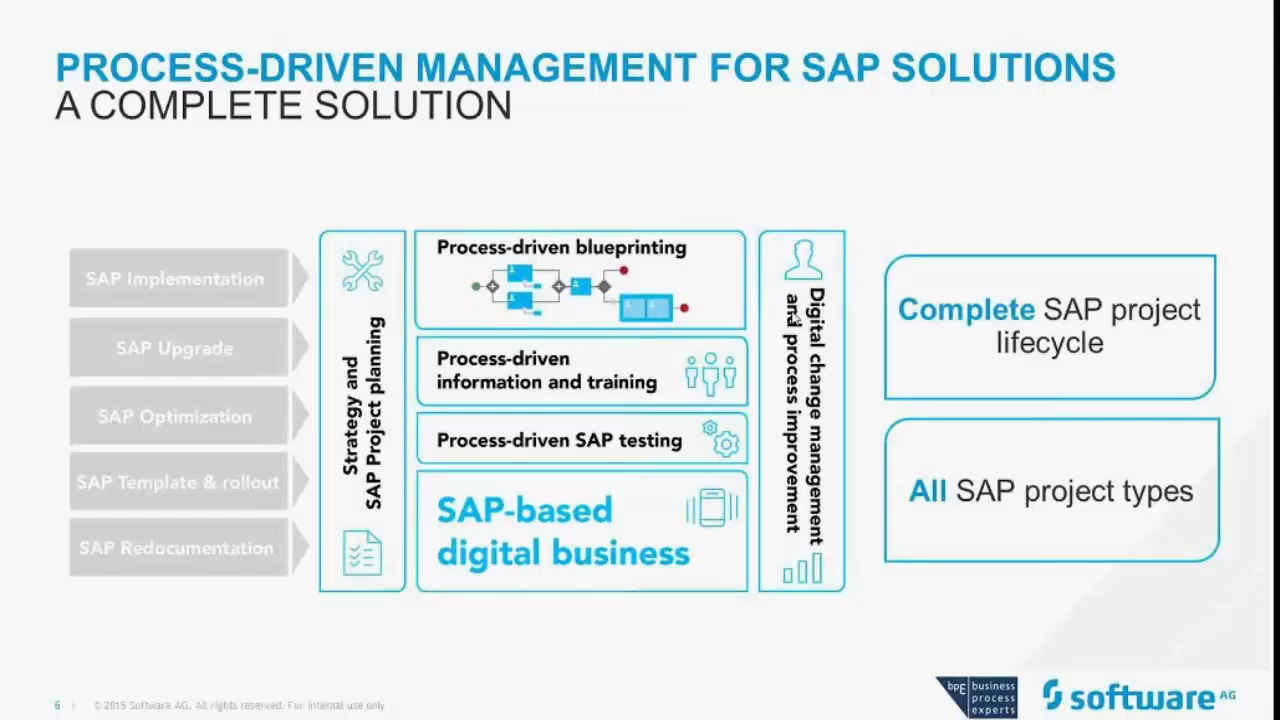 PROCESS-DRIVEN MANAGEMENT FOR SAP SOLUTIONS
A COMPLETE SOLUTION
SAP Implementation
SAP Upgrade
SAP Optimization
SAP Template & rollout
SAP Redocumentation
Strategy and
SAP Project planning
Process-driven blueprinting
Process-driven
information and training
Process-driven SAP testing
SAP-based
digital business
Digital change management
and process improvement
Complete SAP project
lifecycle
All SAP project types
6 | © 2015 Software AG. All rights reserved. For internal use only
bpE business
process
experts
software AG